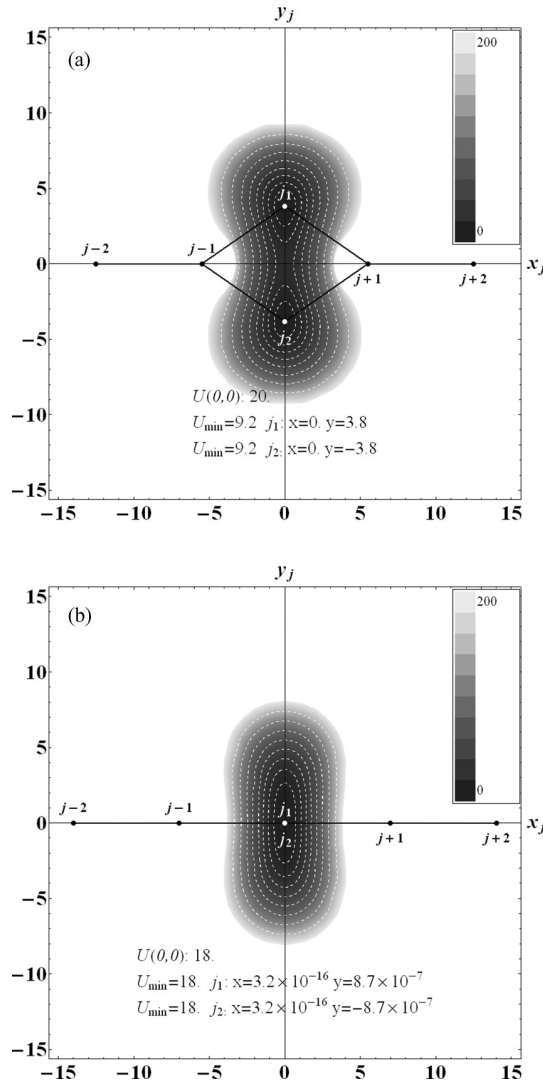 y_j
(a)
15
200
10
5
j_1
0
j−2
j−1
0
j+1
j+2
x_j
−5
j_2
U(0,0): 20.
−10
U_min=9.2 j_1: x=0. y=3.8
U_min=9.2 j_2: x=0. y=−3.8
−15
−15 −10 −5 0 5 10 15
y_j
15
(b)
200
10
5
0
j−2
j−1
j_1
0
j_2
j+1
j+2
x_j
−5
U(0,0): 18.
−10
U_min=18. j_1: x=3.2×10^−16 y=8.7×10^−7
U_min=18. j_2: x=3.2×10^−16 y=−8.7×10^−7
−15
−15 −10 −5 0 5 10 15